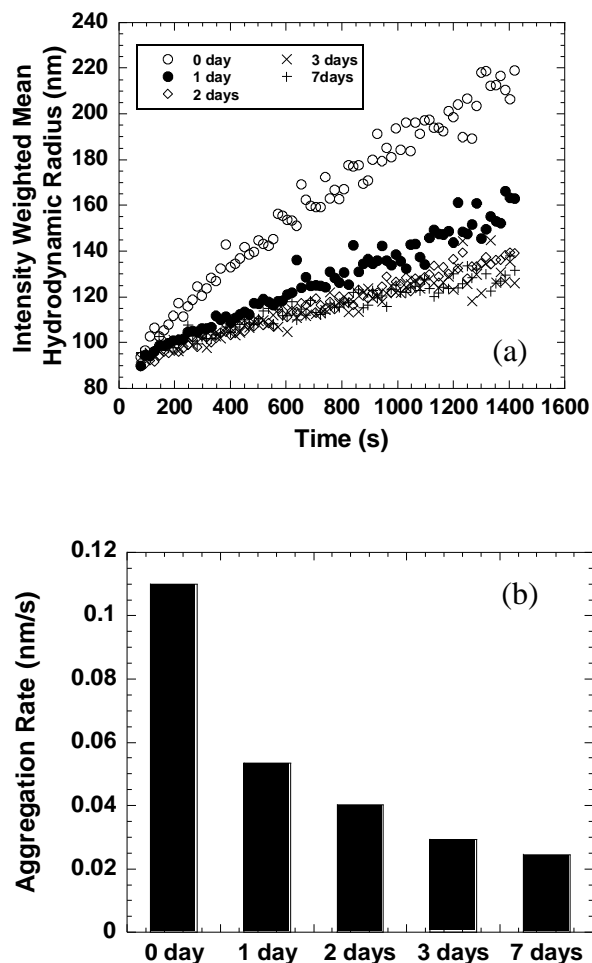 240
220
200
180
160
140
120
100
80
Intensity Weighted Mean
Hydrodynamic Radius (nm)
0 day
1 day
2 days
3 days
7days
(a)
0 200 400 600 800 1000 1200 1400 1600
Time (s)
0.12
0.1
0.08
0.06
0.04
0.02
0
Aggregation Rate (nm/s)
(b)
0 day 1 day 2 days 3 days 7 days